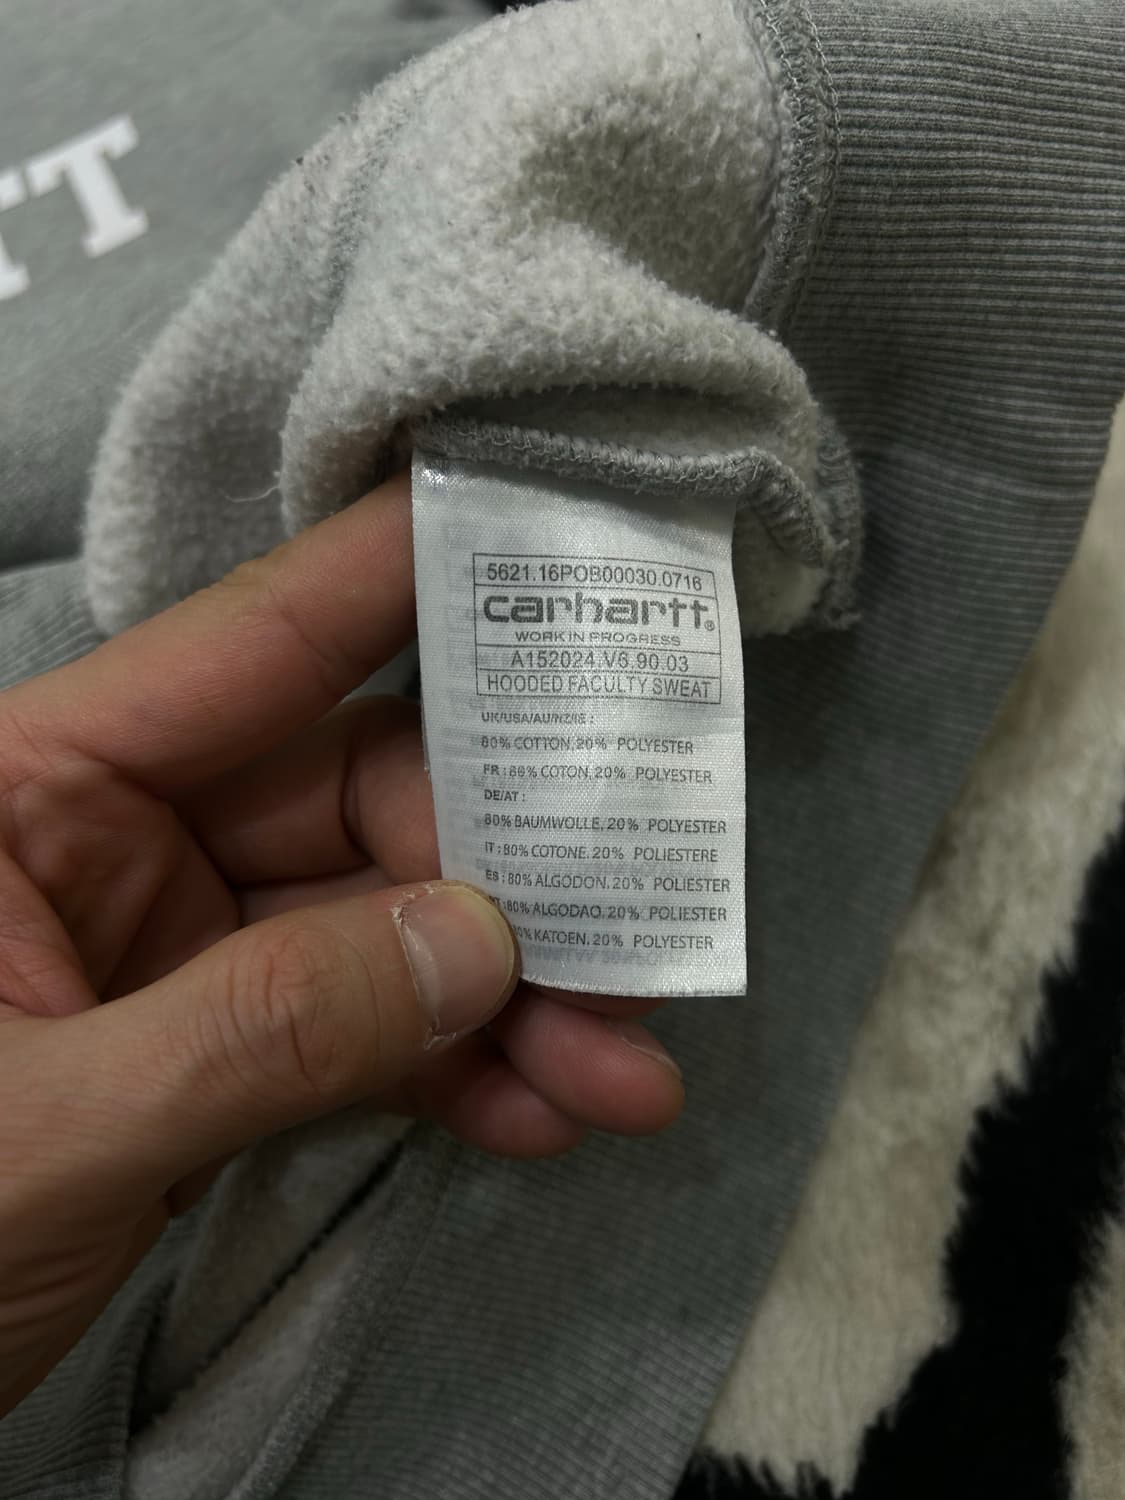 TT
5621.16POB00030.0716
carhartt®
WORK IN PROGRESS
A152024.V6.90.03
HOODED FACULTY SWEAT
UK/USA/AU/NZ/IE :
80% COTTON, 20% POLYESTER
FR : 80% COTON, 20% POLYESTER
DE/AT :
80% BAUMWOLLE, 20% POLYESTER
IT : 80% COTONE, 20% POLIESTERE
ES : 80% ALGODON, 20% POLIESTER
:80% ALGODAO, 20% POLIESTER
KATOEN, 20% POLYESTER